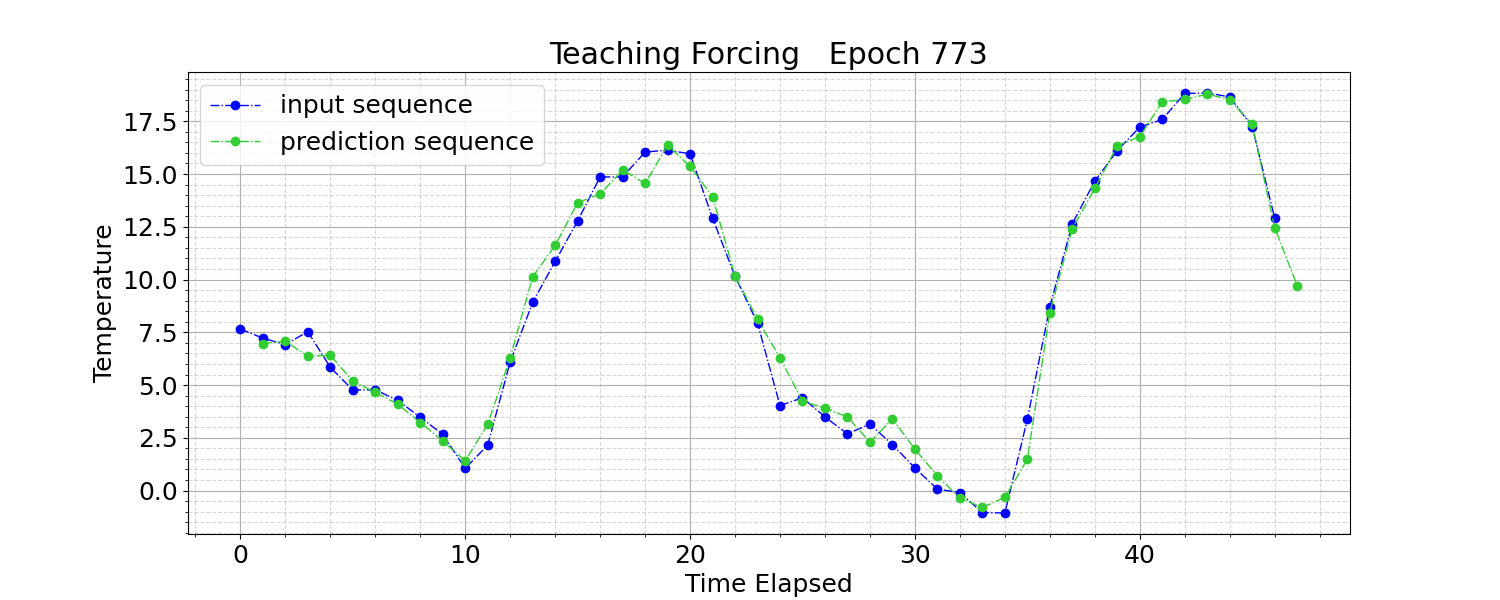 Teaching Forcing   Epoch 773
input sequence
prediction sequence
17.5
15.0
12.5
10.0
7.5
5.0
2.5
0.0
Temperature
0 10 20 30 40
Time Elapsed